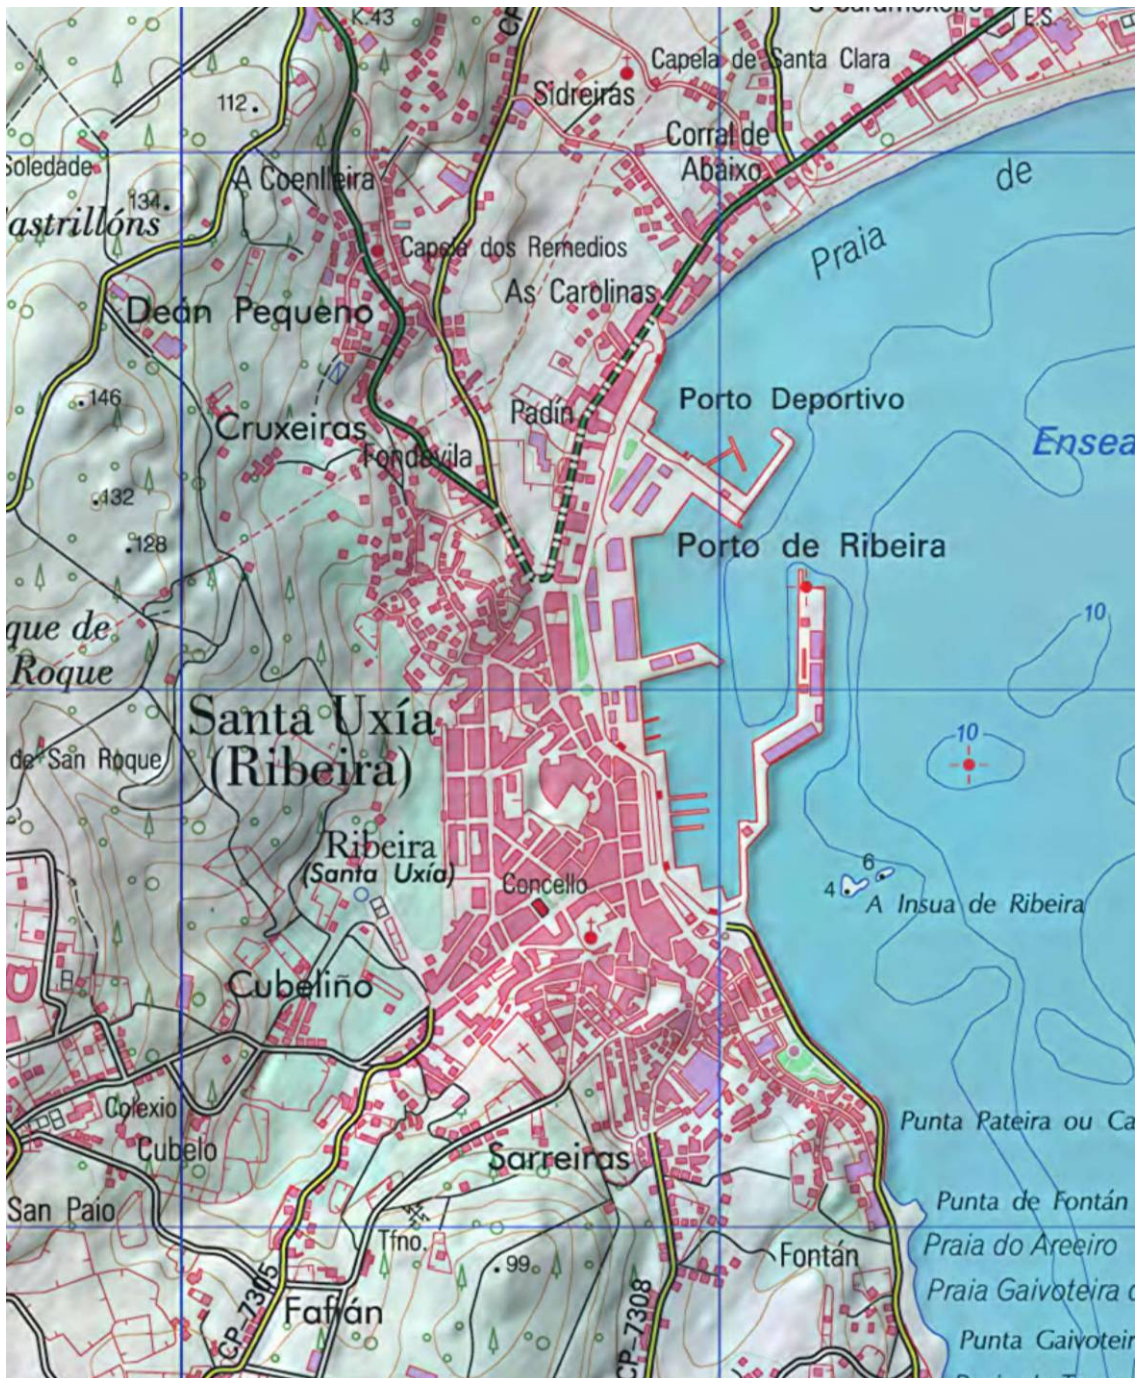 K.43
E.S.
Capela de Santa Clara
Sidreirás
112
Corral de
Abaixo
Soledade
A Coenlleira
de
134
astrillóns
Capela dos Remedios
Praia
As Carolinas
Deán Pequeno
146
Padín
Porto Deportivo
Cruxeiras
Fondevila
Ensea
132
128
Porto de Ribeira
10
que de
Roque
Santa Uxía
(Ribeira)
10
de San Roque
Ribeira
(Santa Uxía)
Concello
6
4
A Insua de Ribeira
Cubeliño
Colexio
Cubelo
Punta Pateira ou Ca
Sarreiras
San Paio
Punta de Fontán
Tfno.
Praia do Areeiro
Fontán
99
Praia Gaivoteira
CP-7305
Fafián
CP-7308
Punta Gaivoteir